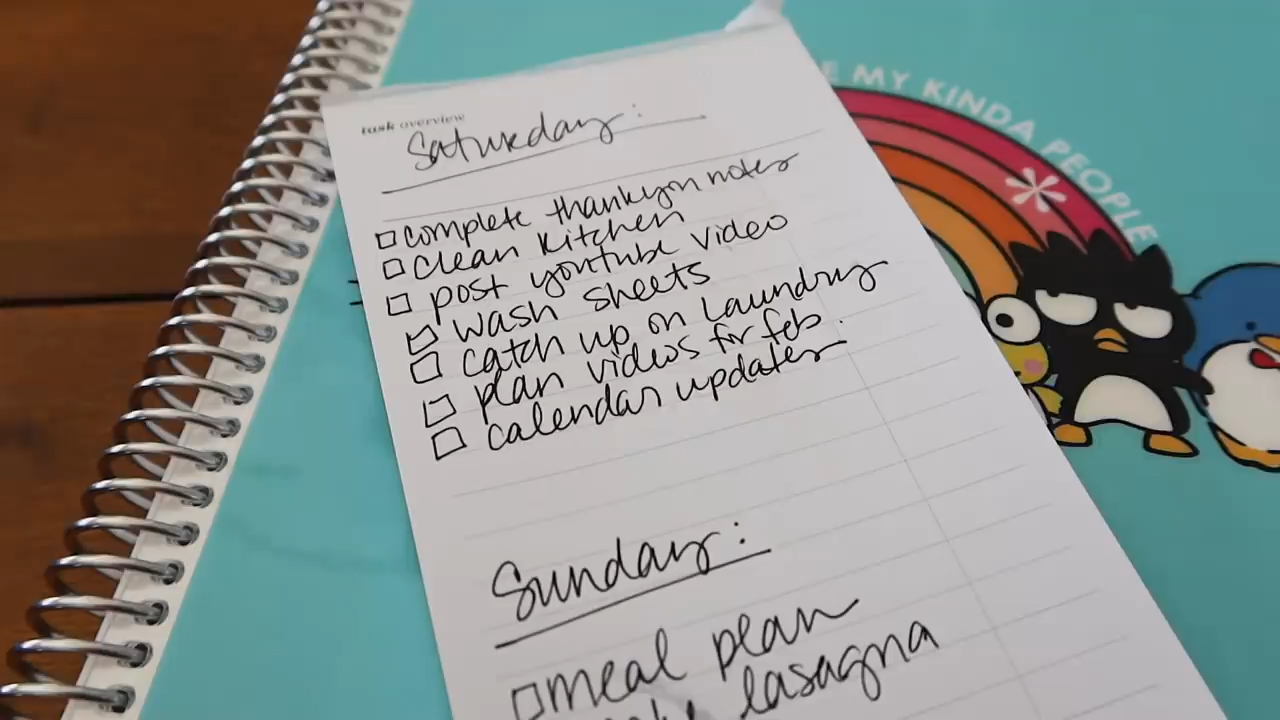 task overview
Saturday:
complete thankyou notes
clean kitchen
post youtube video
wash sheets
catch up on laundry
plan videos for feb.
calendar updates
Sunday:
meal plan
lasagna
MY KINDA PEOPLE